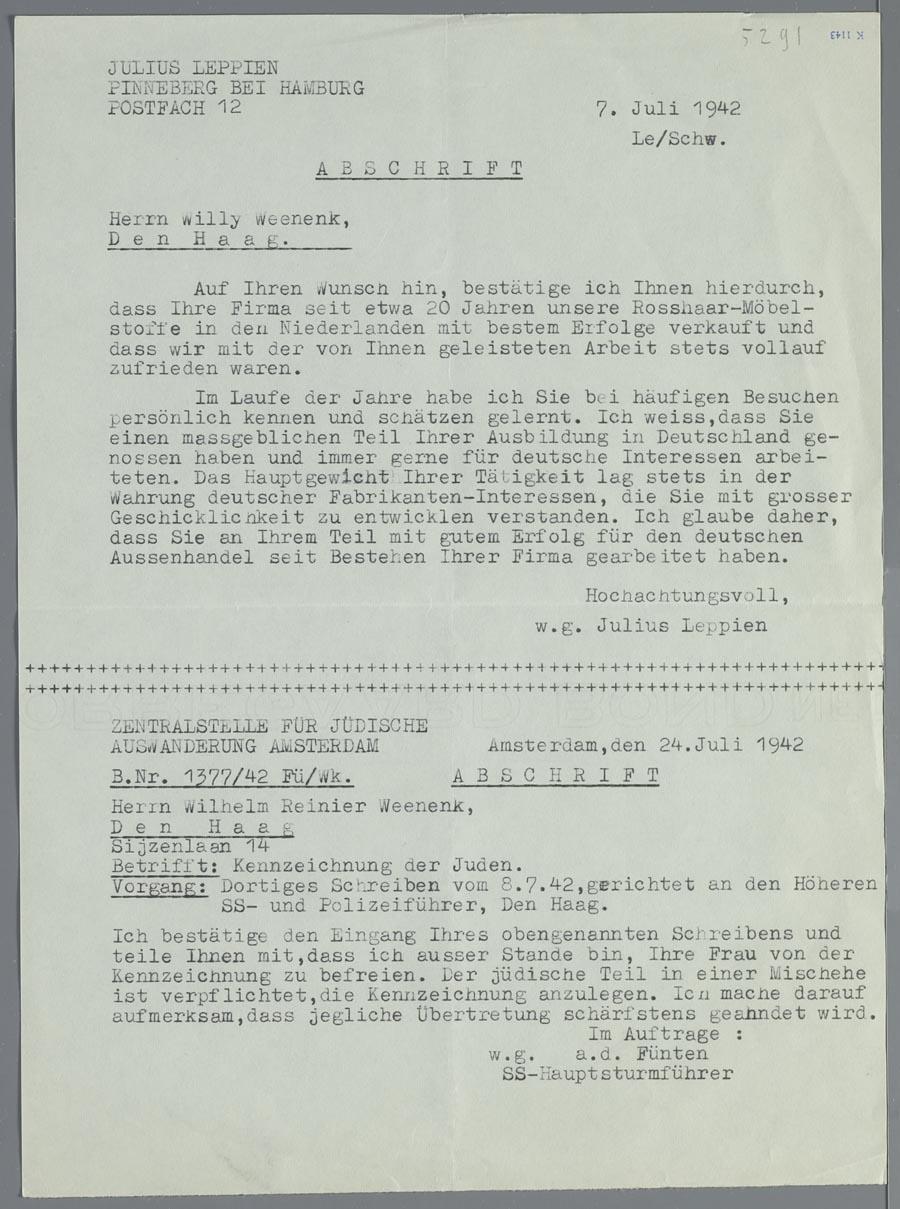 5291 K 1143
JULIUS LEPPIEN
PINNEBERG BEI HAMBURG
POSTFACH 12
7. Juli 1942
Le/Schw.
A B S C H R I F T
Herrn Willy Weenenk,
D e n  H a a g.
Auf Ihren Wunsch hin, bestätige ich Ihnen hierdurch,
dass Ihre Firma seit etwa 20 Jahren unsere Rosshaar-Möbel-
stoffe in den Niederlanden mit bestem Erfolge verkauft und
dass wir mit der von Ihnen geleisteten Arbeit stets vollauf
zufrieden waren.
Im Laufe der Jahre habe ich Sie bei häufigen Besuchen
persönlich kennen und schätzen gelernt. Ich weiss,dass Sie
einen massgeblichen Teil Ihrer Ausbildung in Deutschland ge-
nossen haben und immer gerne für deutsche Interessen arbei-
teten. Das Hauptgewicht Ihrer Tätigkeit lag stets in der
Wahrung deutscher Fabrikanten-Interessen, die Sie mit grosser
Geschicklichkeit zu entwicklen verstanden. Ich glaube daher,
dass Sie an Ihrem Teil mit gutem Erfolg für den deutschen
Aussenhandel seit Bestehen Ihrer Firma gearbeitet haben.
Hochachtungsvoll,
w.g. Julius Leppien
++++++++++++++++++++++++++++++++++++++++++++++++++++++++++++++++++++++
++++++++++++++++++++++++++++++++++++++++++++++++++++++++++++++++++++++
ZENTRALSTELLE FÜR JÜDISCHE
AUSWANDERUNG AMSTERDAM
Amsterdam,den 24.Juli 1942
B.Nr. 1377/42 Fü/Wk.
A B S C H R I F T
Herrn Wilhelm Reinier Weenenk,
D e n  H a a g
Sijzenlaan 14
Betrifft: Kennzeichnung der Juden.
Vorgang: Dortiges Schreiben vom 8.7.42,gerichtet an den Höheren
SS- und Polizeiführer, Den Haag.
Ich bestätige den Eingang Ihres obengenannten Schreibens und
teile Ihnen mit,dass ich ausser Stande bin, Ihre Frau von der
Kennzeichnung zu befreien. Der jüdische Teil in einer Mischehe
ist verpflichtet,die Kennzeichnung anzulegen. Ich mache darauf
aufmerksam,dass jegliche Übertretung schärfstens geahndet wird.
Im Auftrage :
w.g. a.d. Fünten
SS-Hauptsturmführer